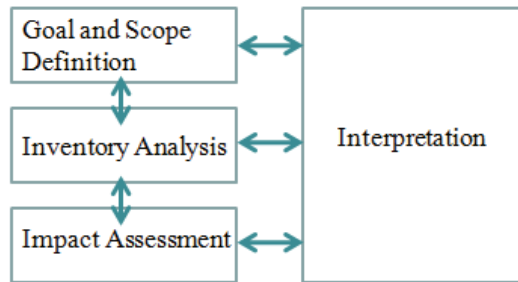 Goal and Scope
Definition
Inventory Analysis
Interpretation
Impact Assessment